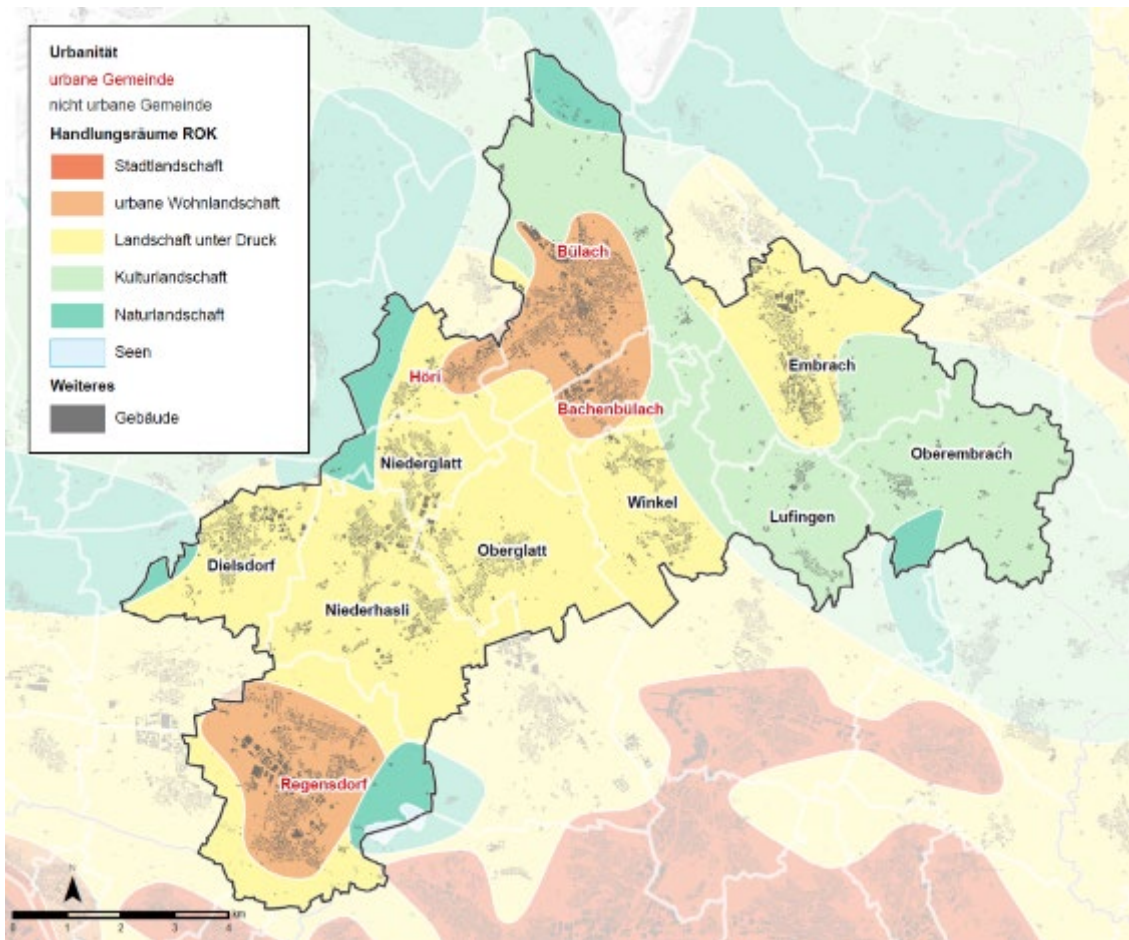 Urbanität
urbane Gemeinde
nicht urbane Gemeinde
Handlungsräume ROK
Stadtlandschaft
urbane Wohnlandschaft
Landschaft unter Druck
Kulturlandschaft
Naturlandschaft
Seen
Weiteres
Gebäude
Bülach
Höri
Embrach
Bachenbülach
Niederglatt
Oberembrach
Winkel
Lufingen
Oberglatt
Dielsdorf
Niederhasli
Regensdorf
N
km
0 1 2 3 4